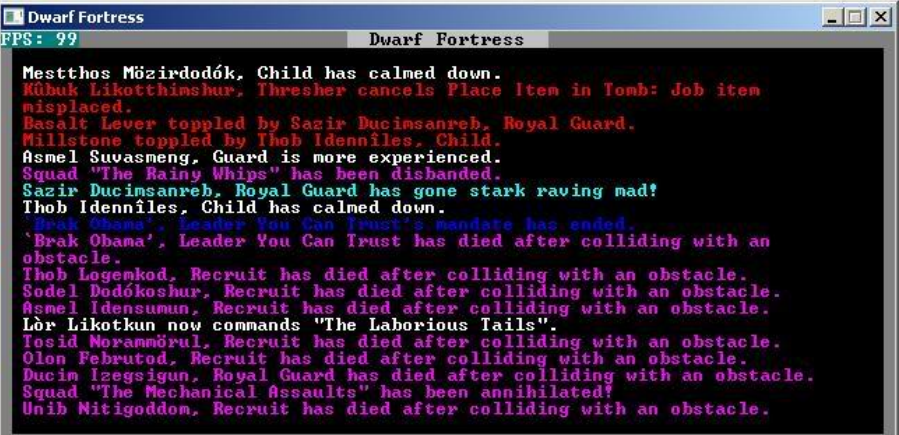 Dwarf Fortress
FPS: 99
Dwarf Fortress
Mestthos Mözirdodók, Child has calmed down.
Kûbuk Likotthimshur, Thresher cancels Place Item in Tomb: Job item
misplaced.
Basalt Lever toppled by Sazir Ducimsanreb, Royal Guard.
Millstone toppled by Thob Idennîles, Child.
Asmel Suvasmeng, Guard is more experienced.
Squad "The Rainy Whips" has been disbanded.
Sazir Ducimsanreb, Royal Guard has gone stark raving mad!
Thob Idennîles, Child has calmed down.
`Brak Obama', Leader You Can Trust's mandate has ended.
`Brak Obama', Leader You Can Trust has died after colliding with an
obstacle.
Thob Logemkod, Recruit has died after colliding with an obstacle.
Sodel Dodókoshur, Recruit has died after colliding with an obstacle.
Asmel Idensumun, Recruit has died after colliding with an obstacle.
Lòr Likotkun now commands "The Laborious Tails".
Tosid Norammörul, Recruit has died after colliding with an obstacle.
Olon Februtod, Recruit has died after colliding with an obstacle.
Ducim Izegsigun, Royal Guard has died after colliding with an obstacle.
Squad "The Mechanical Assaults" has been annihilated!
Unib Nitigoddon, Recruit has died after colliding with an obstacle.